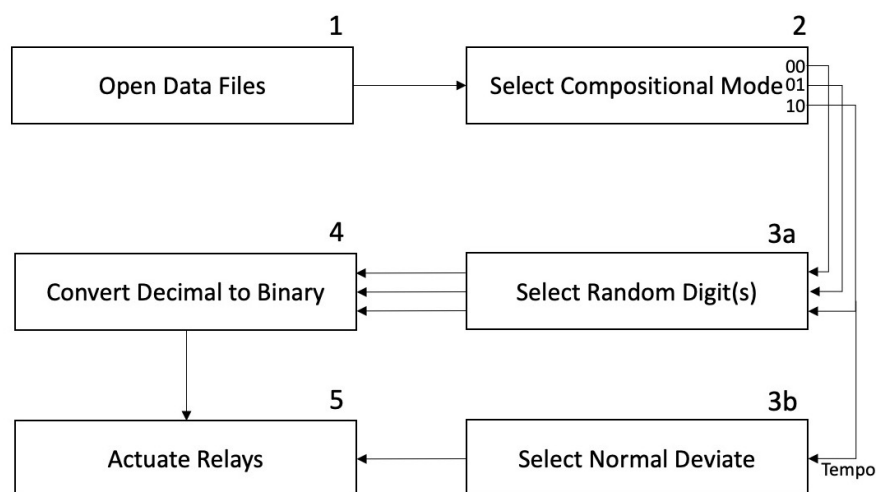 1
Open Data Files
2
Select Compositional Mode
00
01
10
4
Convert Decimal to Binary
3a
Select Random Digit(s)
5
Actuate Relays
3b
Select Normal Deviate
Tempo